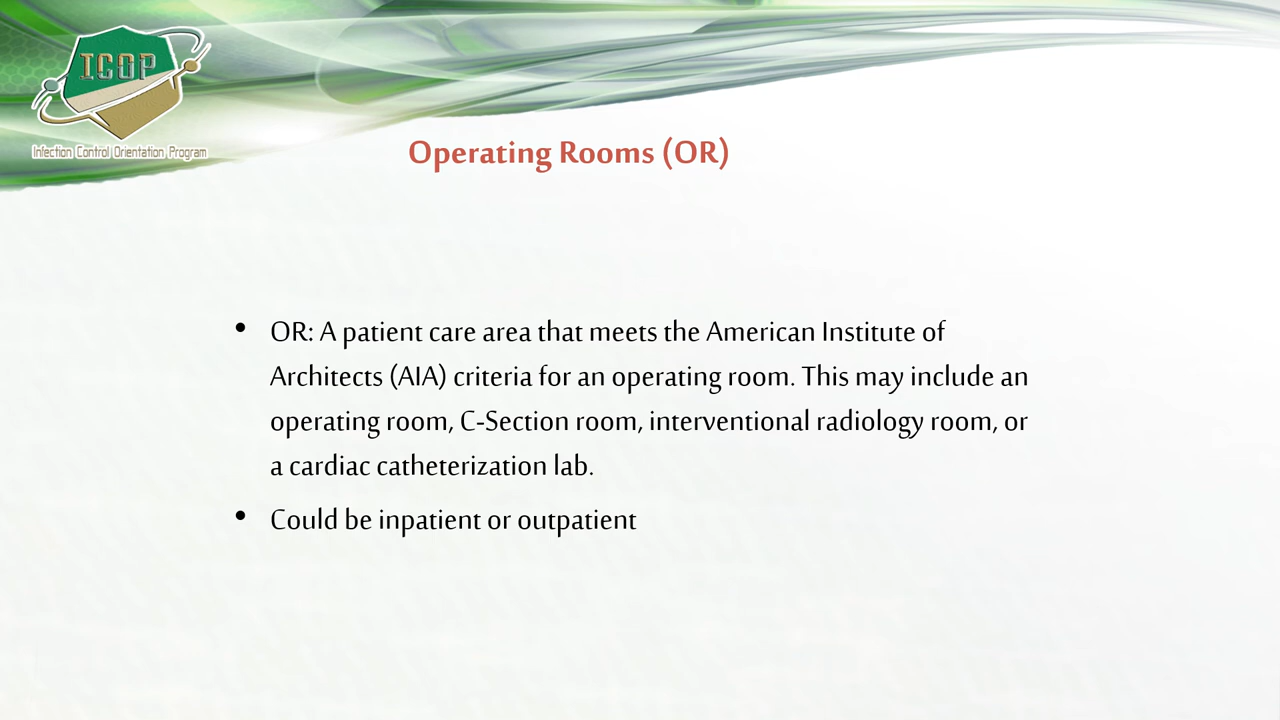 ICOP
Infection Control Orientation Program
Operating Rooms (OR)
• OR: A patient care area that meets the American Institute of
Architects (AIA) criteria for an operating room. This may include an
operating room, C-Section room, interventional radiology room, or
a cardiac catheterization lab.
• Could be inpatient or outpatient